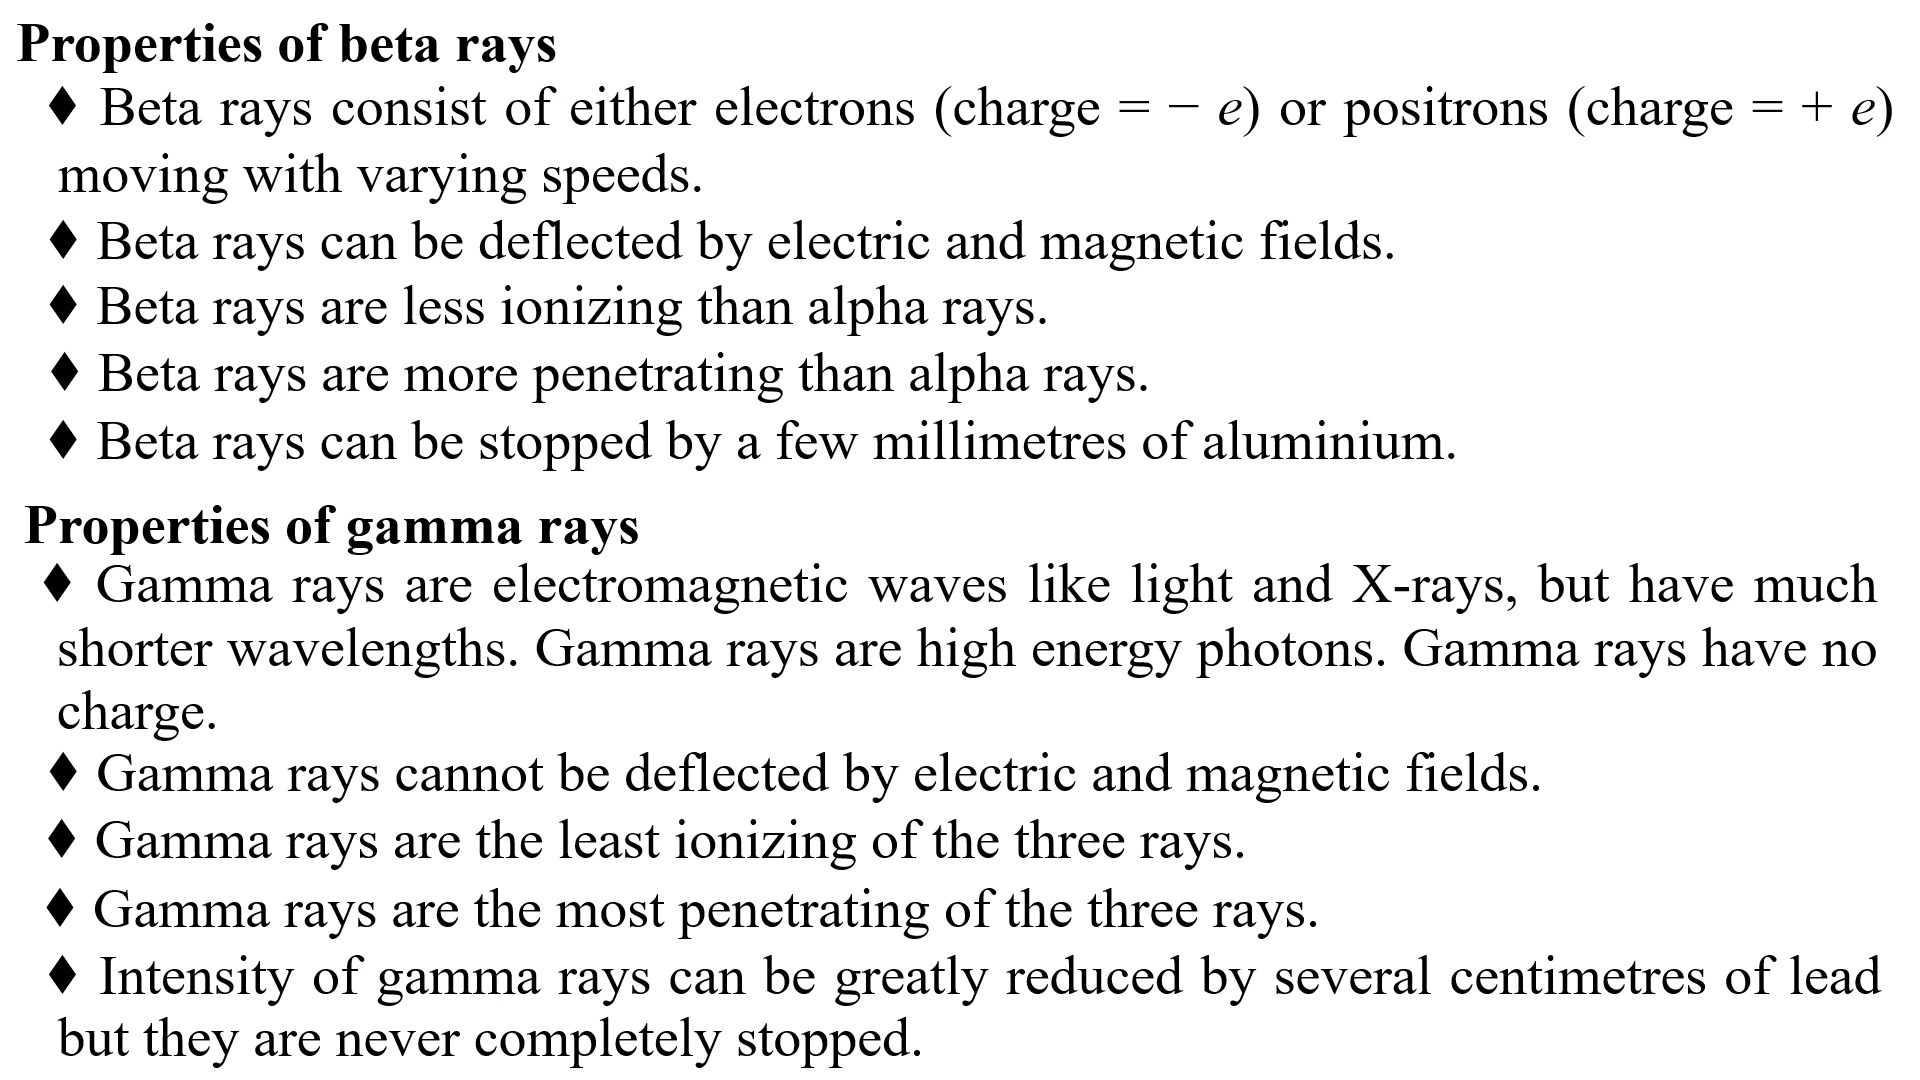 Properties of beta rays
♦ Beta rays consist of either electrons (charge = − e) or positrons (charge = + e)
moving with varying speeds.
♦ Beta rays can be deflected by electric and magnetic fields.
♦ Beta rays are less ionizing than alpha rays.
♦ Beta rays are more penetrating than alpha rays.
♦ Beta rays can be stopped by a few millimetres of aluminium.
Properties of gamma rays
♦ Gamma rays are electromagnetic waves like light and X-rays, but have much
shorter wavelengths. Gamma rays are high energy photons. Gamma rays have no
charge.
♦ Gamma rays cannot be deflected by electric and magnetic fields.
♦ Gamma rays are the least ionizing of the three rays.
♦ Gamma rays are the most penetrating of the three rays.
♦ Intensity of gamma rays can be greatly reduced by several centimetres of lead
but they are never completely stopped.